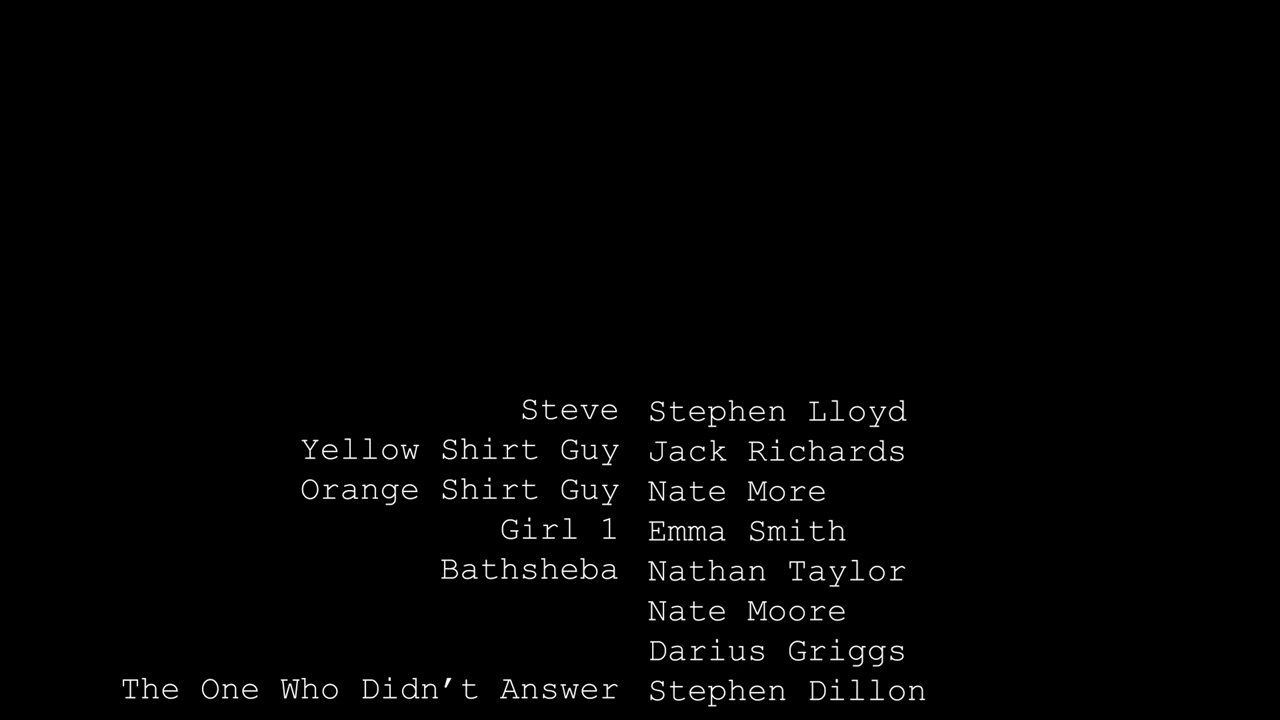 Steve Stephen Lloyd
Yellow Shirt Guy Jack Richards
Orange Shirt Guy Nate More
Girl 1 Emma Smith
Bathsheba Nathan Taylor
Nate Moore
Darius Griggs
The One Who Didn’t Answer Stephen Dillon